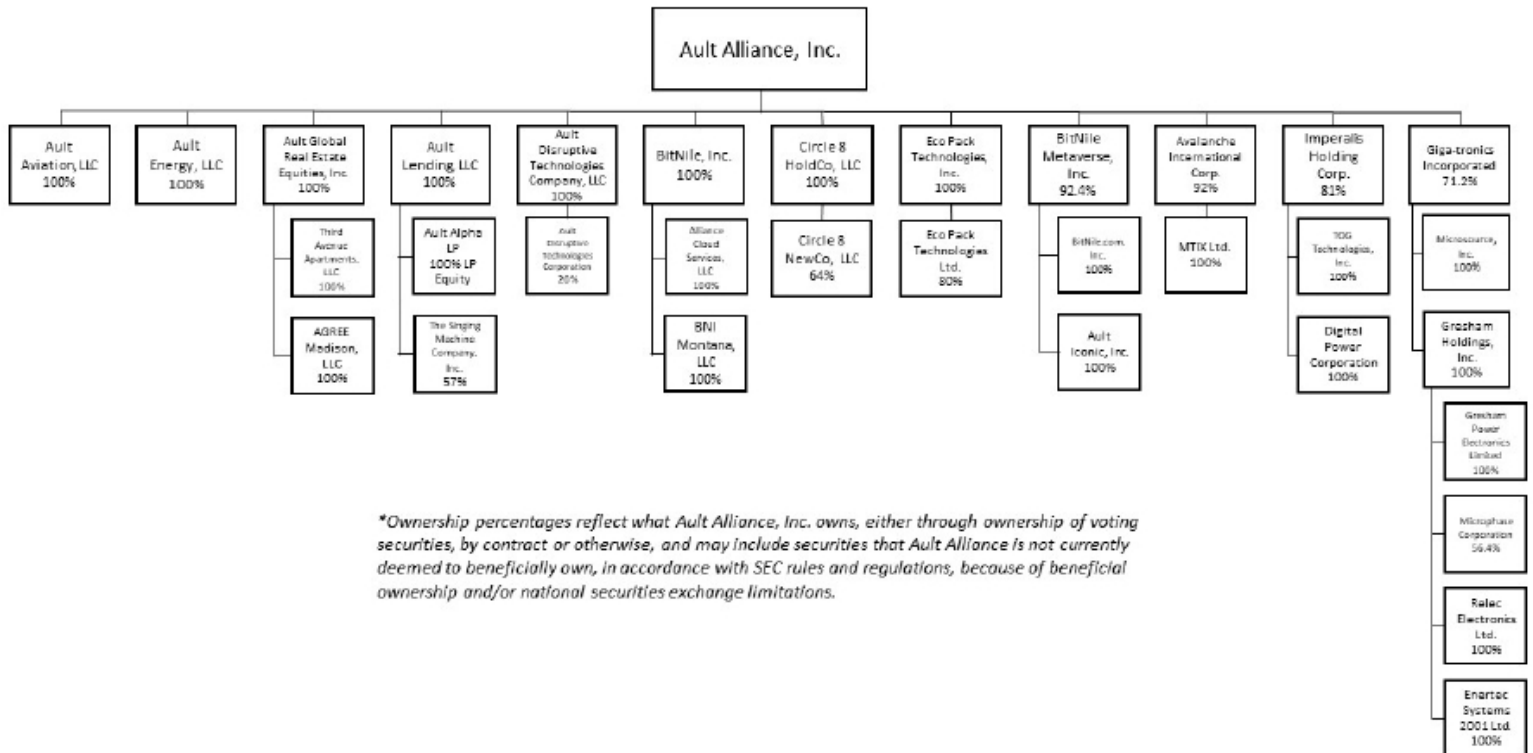 Ault Alliance, Inc.
Ault
Aviation, LLC
100%
Ault
Energy, LLC
100%
Ault Global
Real Estate
Equities, Inc.
100%
Ault
Lending, LLC
100%
Ault
Disruptive
Technologies
Company, LLC
100%
BitNile, Inc.
100%
Circle 8
HoldCo, LLC
100%
Eco Pack
Technologies,
Inc.
100%
BitNile
Metaverse,
Inc.
92.4%
Avalanche
International
Corp.
92%
Imperalis
Holding
Corp.
81%
Giga-tronics
Incorporated
71.2%
Third
Avenue
Apartments,
LLC
100%
Ault Alpha
LP
100% LP
Equity
Ault
Disruptive
Technologies
Corporation
20%
Alliance
Cloud
Services,
LLC
100%
Circle 8
NewCo, LLC
64%
Eco Pack
Technologies
Ltd.
80%
BitNile.com,
Inc.
100%
MTIX Ltd.
100%
TOG
Technologies,
Inc.
100%
Microsource,
Inc.
100%
AGREE
Madison,
LLC
100%
The Singing
Machine
Company,
Inc.
57%
BNI
Montana,
LLC
100%
Ault
Iconic, Inc.
100%
Digital
Power
Corporation
100%
Gresham
Holdings,
Inc.
100%
Gresham
Power
Electronics
Limited
100%
Microphase
Corporation
56.4%
Relec
Electronics
Ltd.
100%
Enertec
Systems
2001 Ltd.
100%
*Ownership percentages reflect what Ault Alliance, Inc. owns, either through ownership of voting
securities, by contract or otherwise, and may include securities that Ault Alliance is not currently
deemed to beneficially own, in accordance with SEC rules and regulations, because of beneficial
ownership and/or national securities exchange limitations.